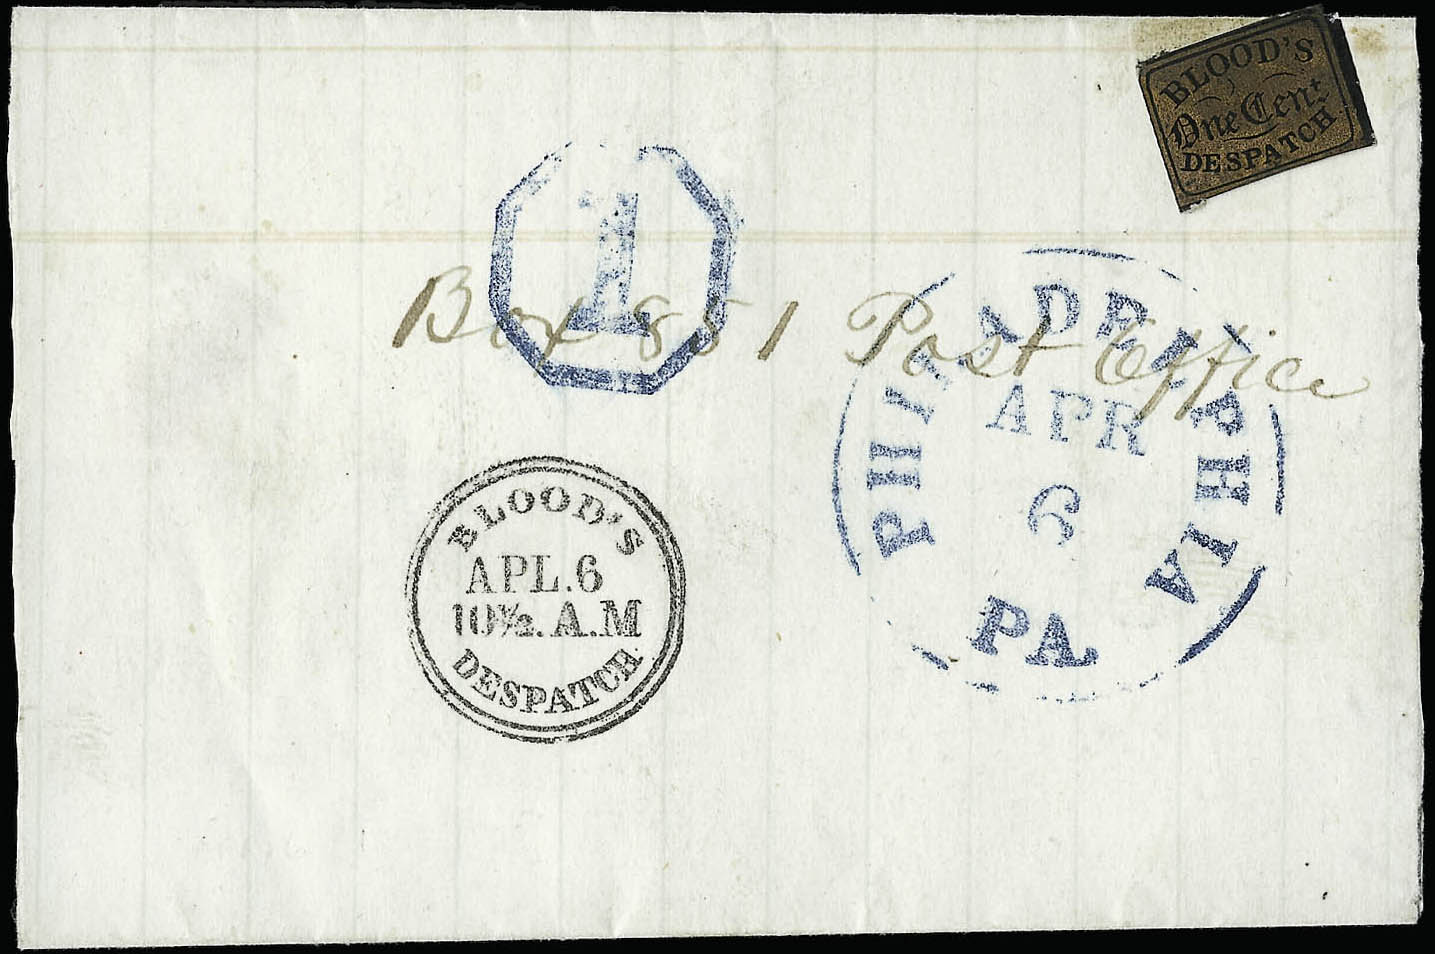 BLOOD'S
One Cent
DESPATCH
1
Box 851 Post Office
PHILADELPHIA
APR
6
PA.
BLOOD'S
APL.6
10½.A.M
DESPATCH